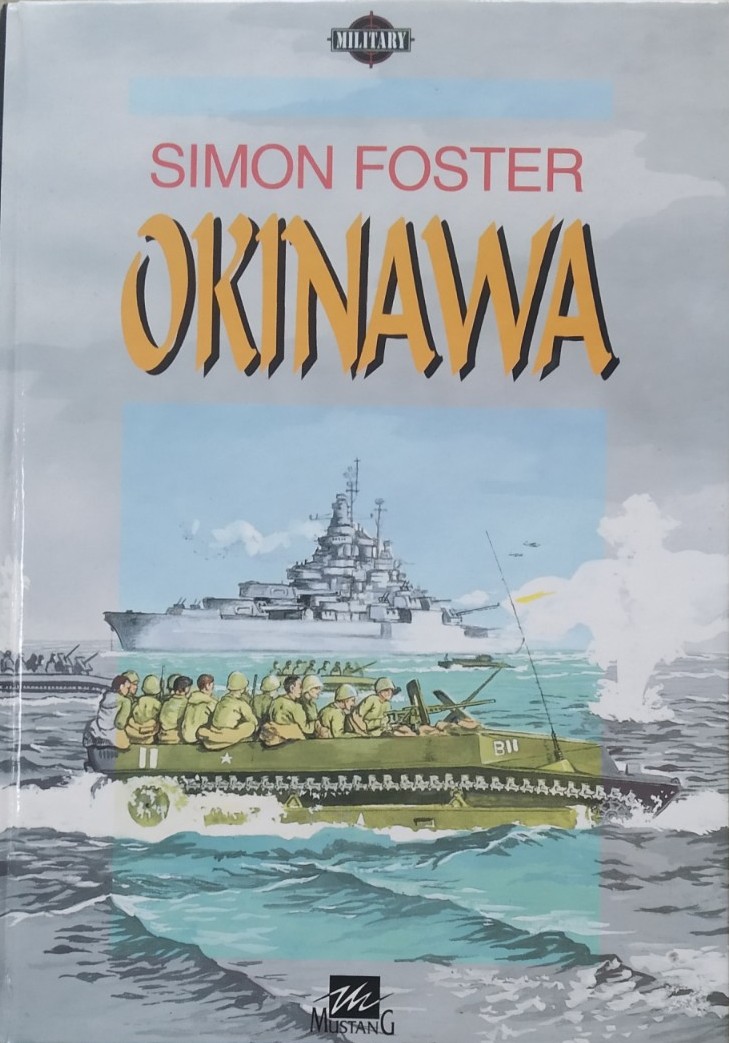 MILITARY
SIMON FOSTER
OKINAWA
11
B11
MUSTANG